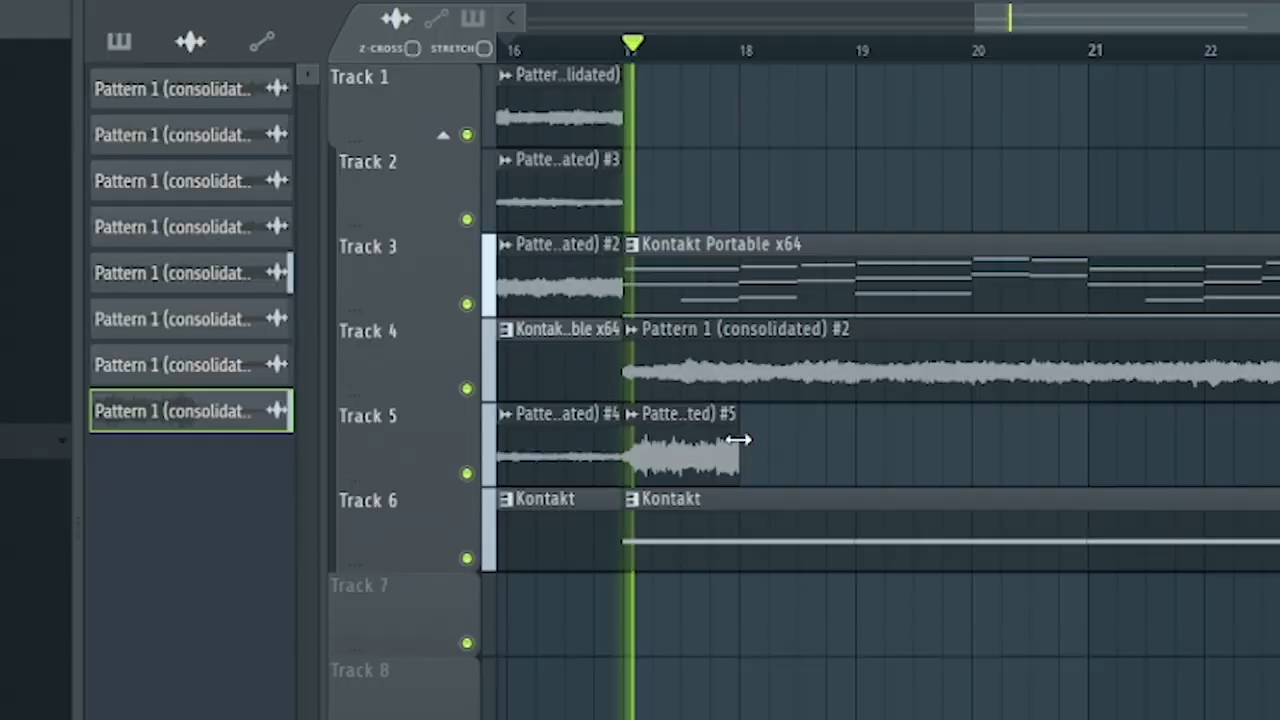 Z-CROSS STRETCH
16 18 19 20 21 22
Pattern 1 (consolidat..
Pattern 1 (consolidat..
Pattern 1 (consolidat..
Pattern 1 (consolidat..
Pattern 1 (consolidat..
Pattern 1 (consolidat..
Pattern 1 (consolidat..
Pattern 1 (consolidat..
Track 1 Patter..lidated)
Track 2 Patte..ated) #3
Track 3 Patte..ated) #2 Kontakt Portable x64
Track 4 Kontak..ble x64 Pattern 1 (consolidated) #2
Track 5 Patte..ated) #4 Patte..ted) #5
Track 6 Kontakt Kontakt
Track 7
Track 8